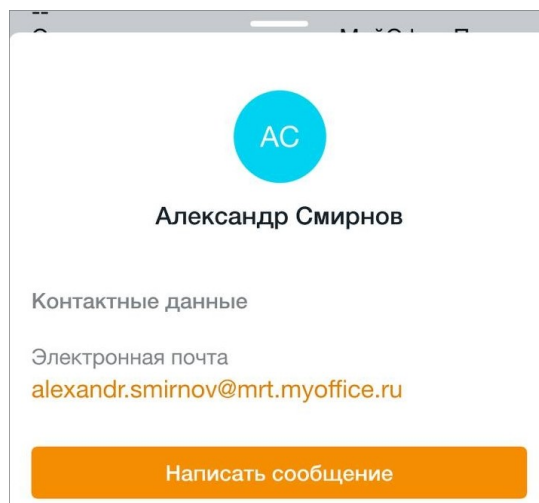 --
АС
Александр Смирнов
Контактные данные
Электронная почта
alexandr.smirnov@mrt.myoffice.ru
Написать сообщение